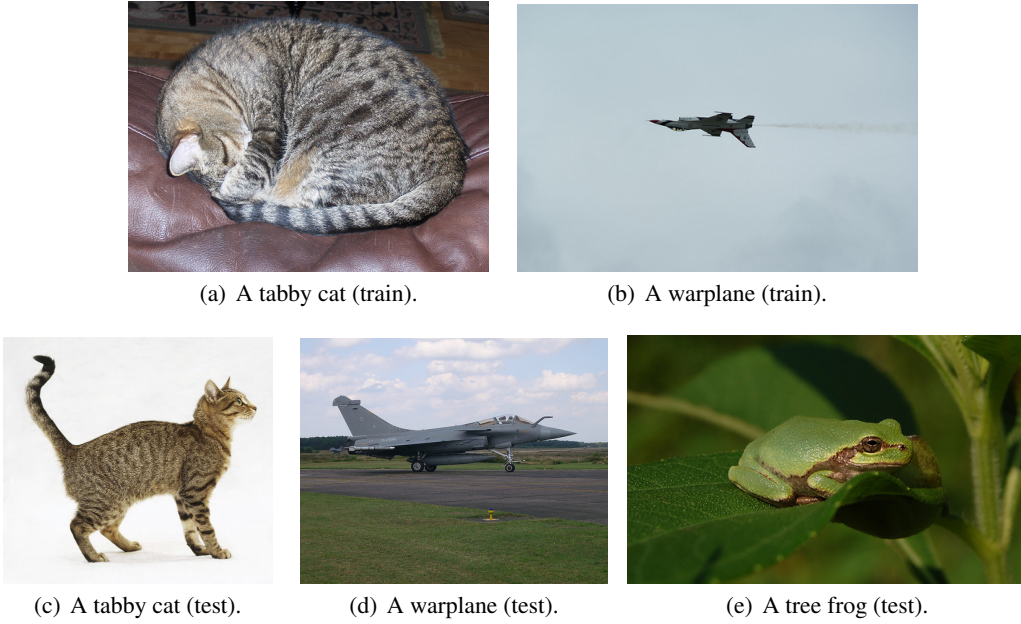 (a) A tabby cat (train).
(b) A warplane (train).
(c) A tabby cat (test).
(d) A warplane (test).
(e) A tree frog (test).